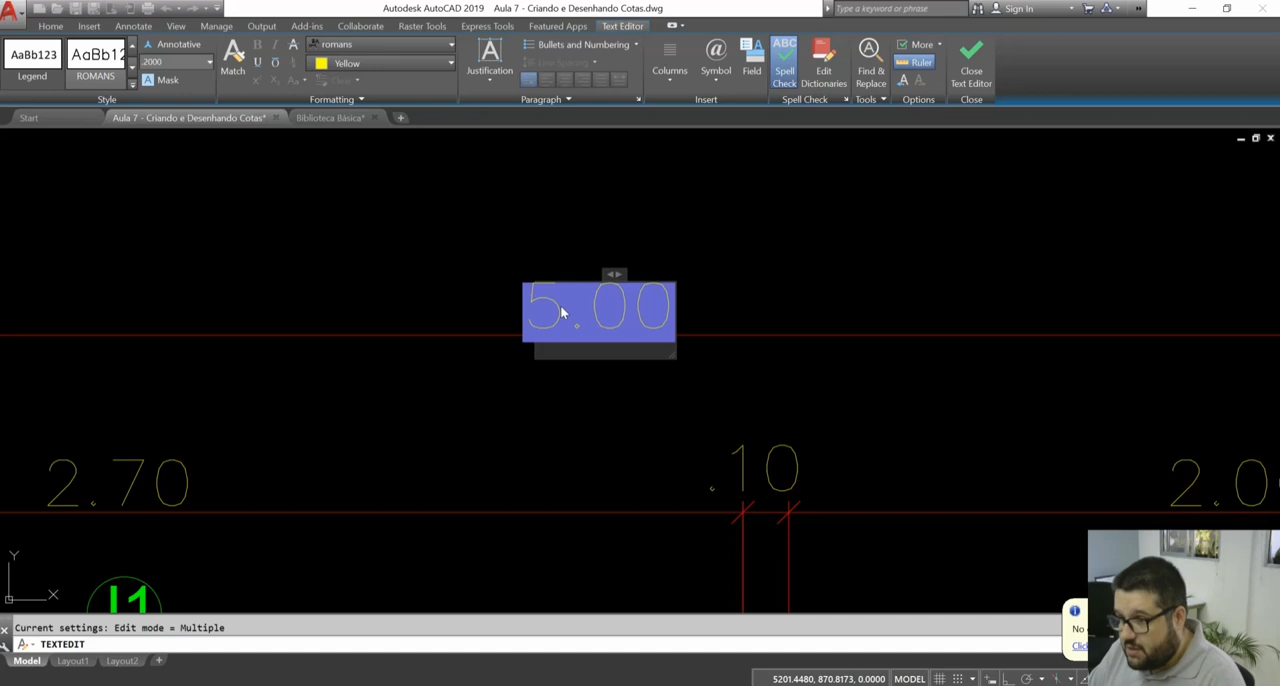 Autodesk AutoCAD 2019 Aula 7 - Criando e Desenhando Cotas.dwg
Type a keyword or phrase
Sign In
Home Insert Annotate View Manage Output Add-ins Collaborate Raster Tools Express Tools Featured Apps Text Editor
AaBb123
Legend
AaBb12
ROMANS
Annotative
.2000
Mask
Style
Match
B I A romans
U O Yellow
Formatting
A
Justification
Bullets and Numbering
Line Spacing
Paragraph
Columns
@
Symbol
Field
Insert
ABC
Spell
Check
Edit
Dictionaries
Spell Check
Find &
Replace
Tools
More
Ruler
Options
Close
Text Editor
Close
Start
Aula 7 - Criando e Desenhando Cotas*
Biblioteca Básica*
5.00
2.70
.10
2.0
Y
X
J1
Current settings: Edit mode = Multiple
TEXTEDIT
Model Layout1 Layout2
5201.4480, 870.8173, 0.0000 MODEL